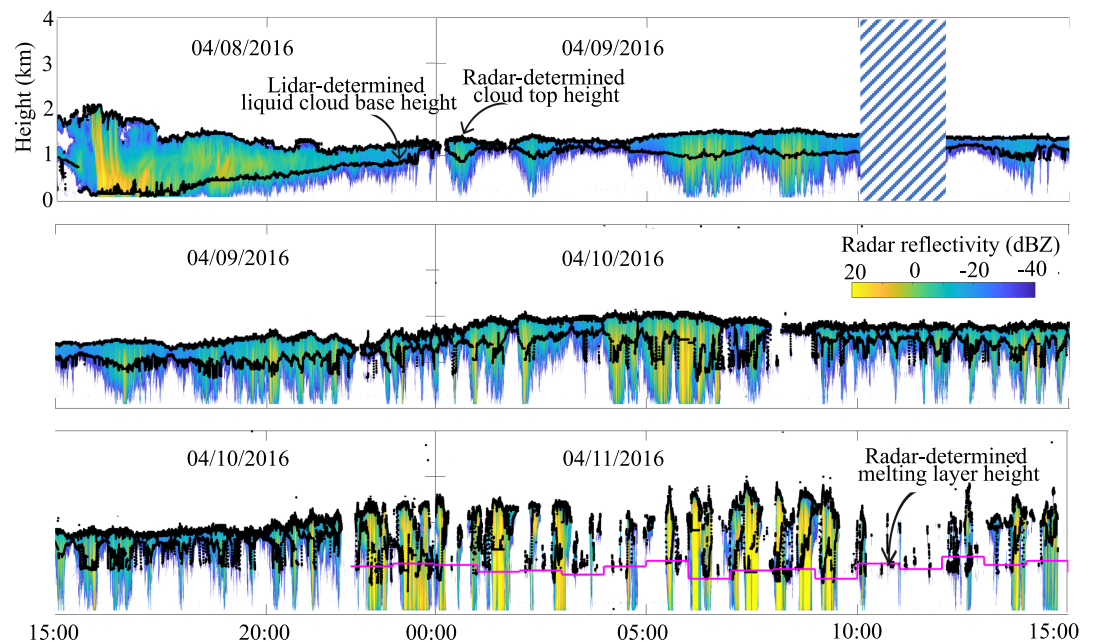 4
04/08/2016
04/09/2016
3
Height (km)
Lidar-determined
liquid cloud base height
Radar-determined
cloud top height
2
1
0
04/09/2016
04/10/2016
Radar reflectivity (dBZ)
20 0 -20 -40
04/10/2016
04/11/2016
Radar-determined
melting layer height
15:00 20:00 00:00 05:00 10:00 15:00